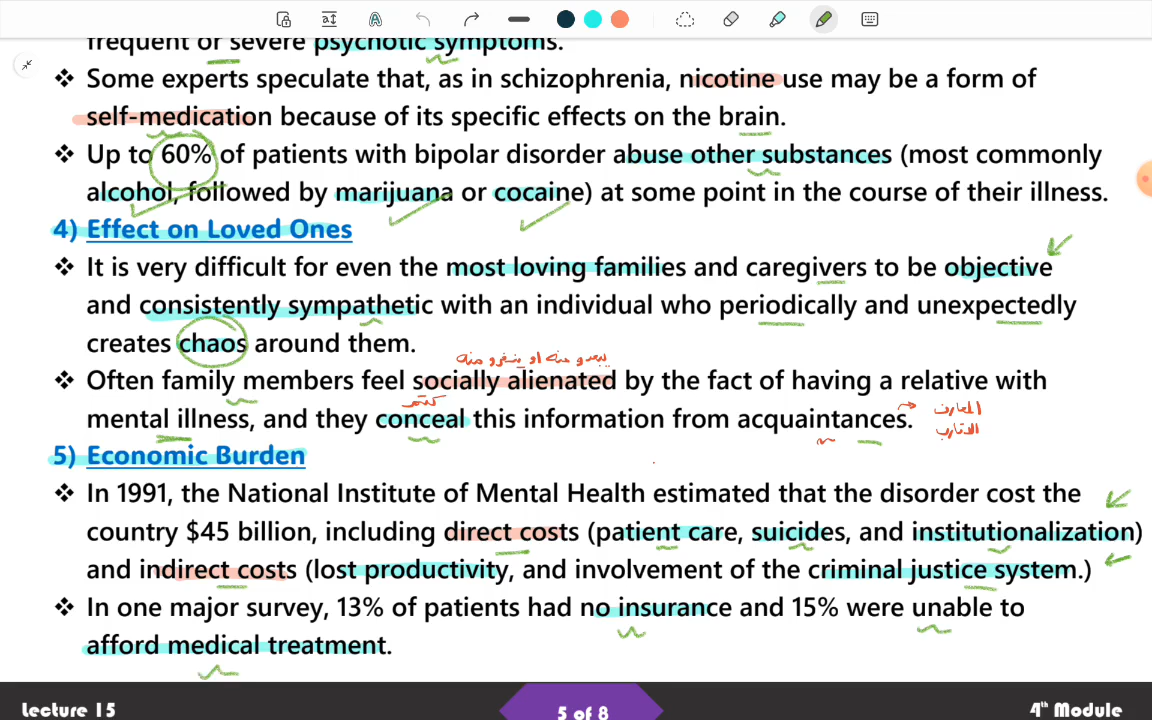 frequent or severe psychotic symptoms.
❖ Some experts speculate that, as in schizophrenia, nicotine use may be a form of
self-medication because of its specific effects on the brain.
❖ Up to 60% of patients with bipolar disorder abuse other substances (most commonly
alcohol, followed by marijuana or cocaine) at some point in the course of their illness.
4) Effect on Loved Ones
❖ It is very difficult for even the most loving families and caregivers to be objective
and consistently sympathetic with an individual who periodically and unexpectedly
creates chaos around them.
يبعدو منه او ينفرو منه
❖ Often family members feel socially alienated by the fact of having a relative with
كتم
المعارف
mental illness, and they conceal this information from acquaintances.
الاقارب
5) Economic Burden
❖ In 1991, the National Institute of Mental Health estimated that the disorder cost the
country $45 billion, including direct costs (patient care, suicides, and institutionalization)
and indirect costs (lost productivity, and involvement of the criminal justice system.)
❖ In one major survey, 13% of patients had no insurance and 15% were unable to
afford medical treatment.
Lecture 15
5 of 8
4th Module